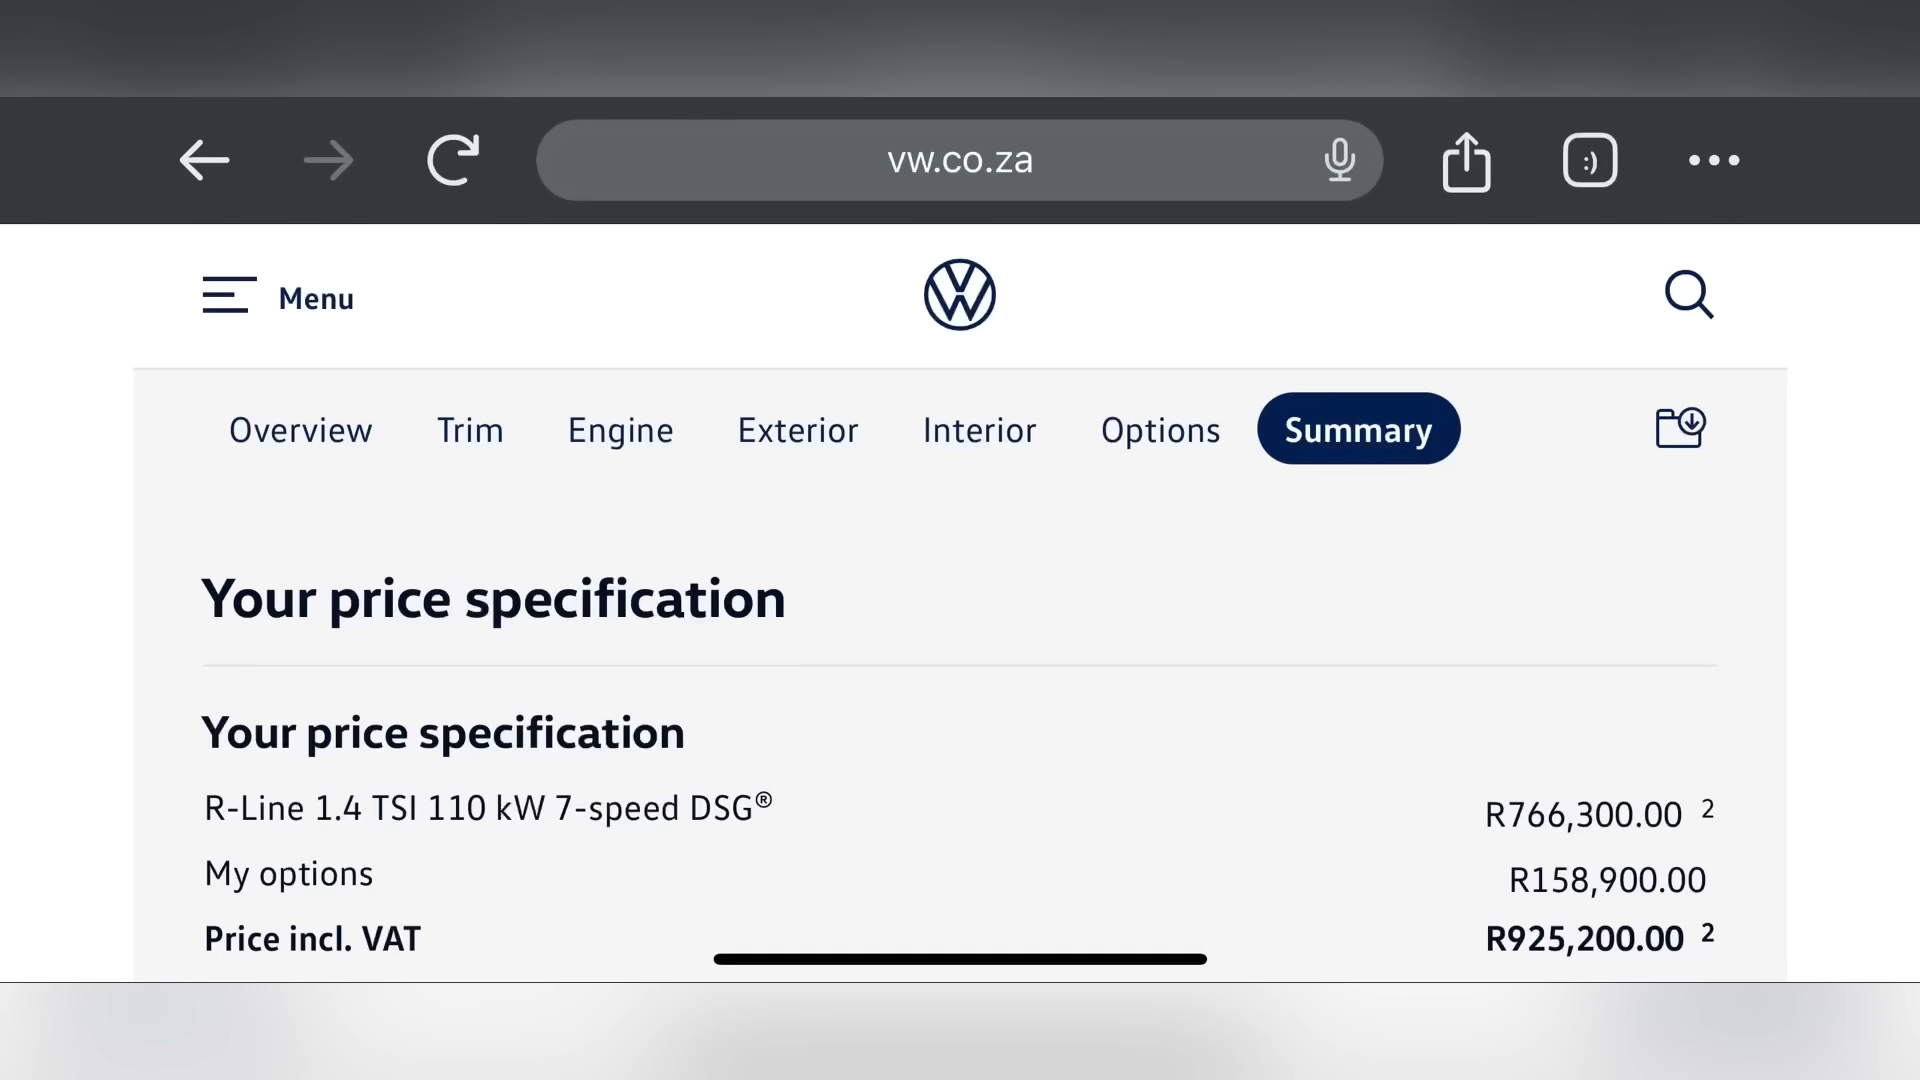 vw.co.za
:)
Menu
Overview Trim Engine Exterior Interior Options Summary
Your price specification
Your price specification
R-Line 1.4 TSI 110 kW 7-speed DSG® R766,300.00 2
My options R158,900.00
Price incl. VAT R925,200.00 2